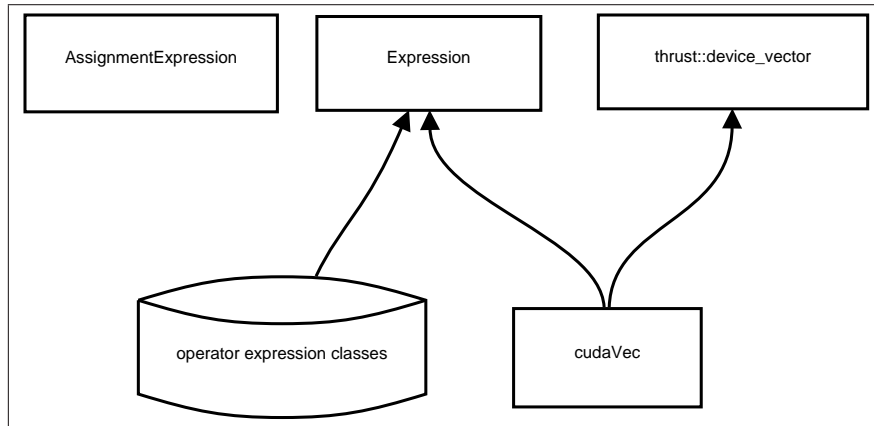 AssignmentExpression
Expression
thrust::device_vector
operator expression classes
cudaVec